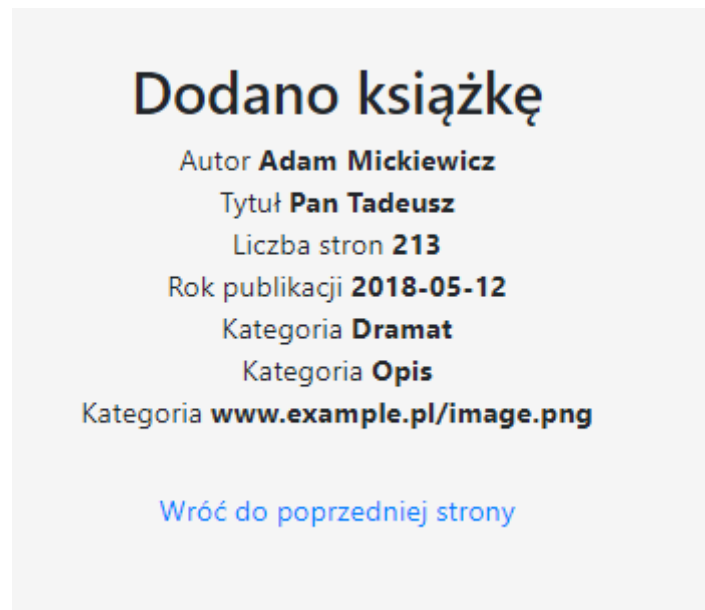 Dodano książkę
Autor Adam Mickiewicz
Tytuł Pan Tadeusz
Liczba stron 213
Rok publikacji 2018-05-12
Kategoria Dramat
Kategoria Opis
Kategoria www.example.pl/image.png
Wróć do poprzedniej strony